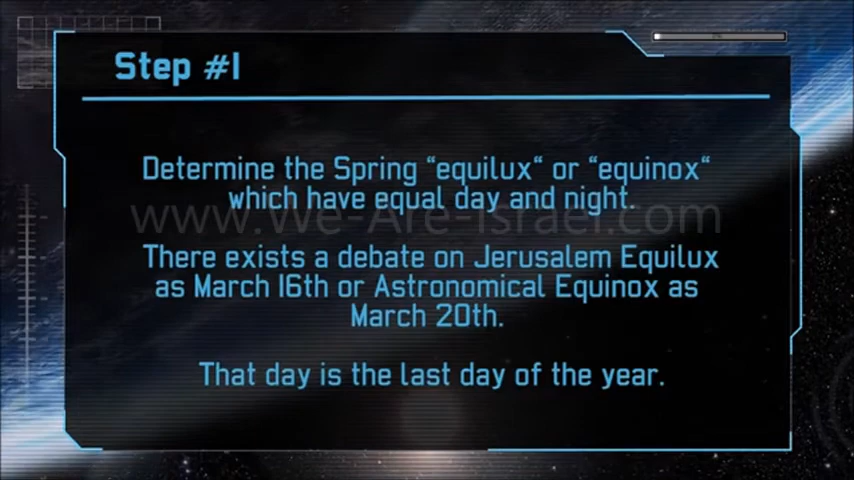 Step #1
Determine the Spring "equilux" or "equinox"
which have equal day and night.
www.We-Are-Israel.com
There exists a debate on Jerusalem Equilux
as March 16th or Astronomical Equinox as
March 20th.
That day is the last day of the year.